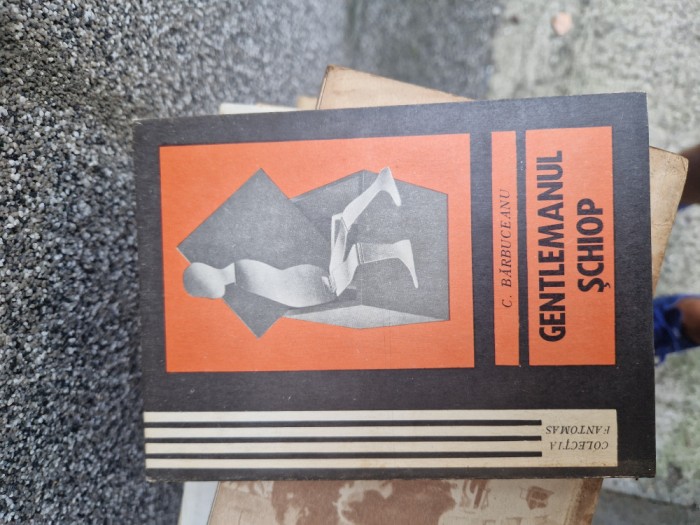 C. BĂRBUCEANU
GENTLEMANUL
ȘCHIOP
COLECȚIA
FANTOMAS